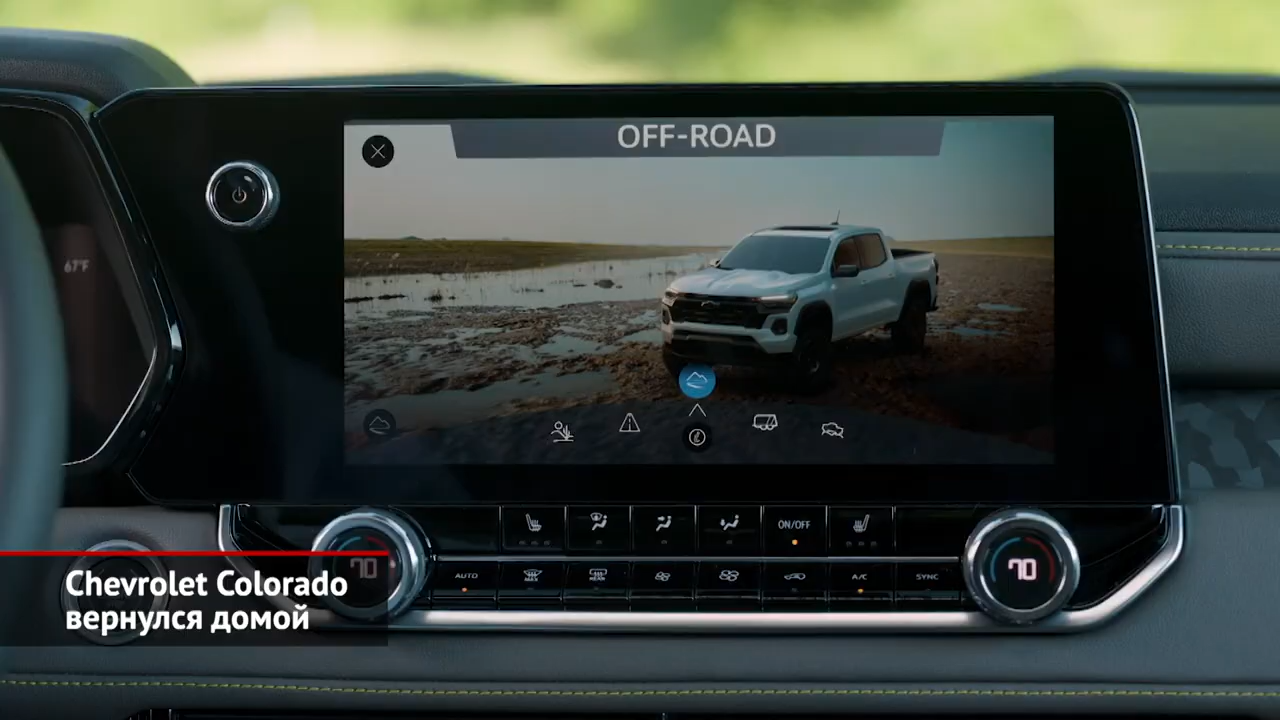 OFF-ROAD
67°F
ON/OFF
70
70
AUTO
MAX
REAR
A/C
SYNC
Chevrolet Colorado
вернулся домой